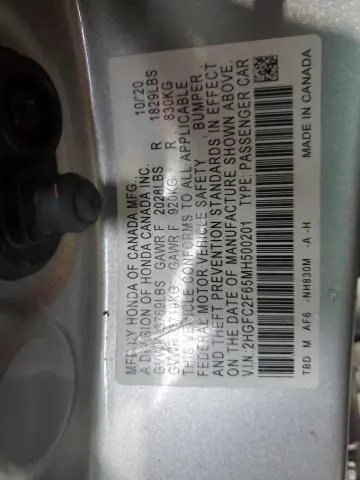 MFD BY HONDA OF CANADA MFG., 10/'20
A DIVISION OF HONDA CANADA INC.
GVWR 3769LBS GAWR F 2028LBS R 1829LBS
GVWR 1710KG GAWR F 920KG R 830KG
THIS VEHICLE CONFORMS TO ALL APPLICABLE
FEDERAL MOTOR VEHICLE SAFETY, BUMPER,
AND THEFT PREVENTION STANDARDS IN EFFECT
ON THE DATE OF MANUFACTURE SHOWN ABOVE.
V.I.N. 2HGFC2F65MH500201 TYPE: PASSENGER CAR
TBD M AF6 -NH830M -A -H MADE IN CANADA